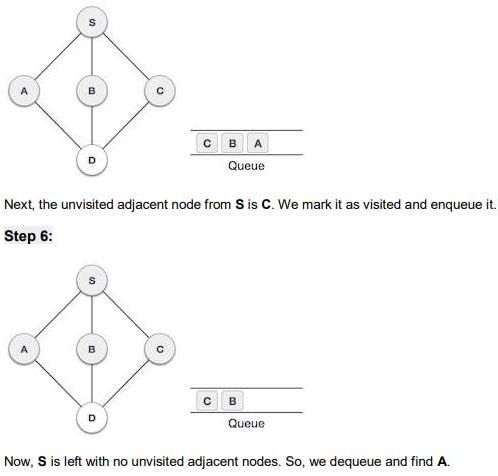 S
A B C
D
C B A
Queue
Next, the unvisited adjacent node from S is C. We mark it as visited and enqueue it.
Step 6:
S
A B C
D
C B
Queue
Now, S is left with no unvisited adjacent nodes. So, we dequeue and find A.